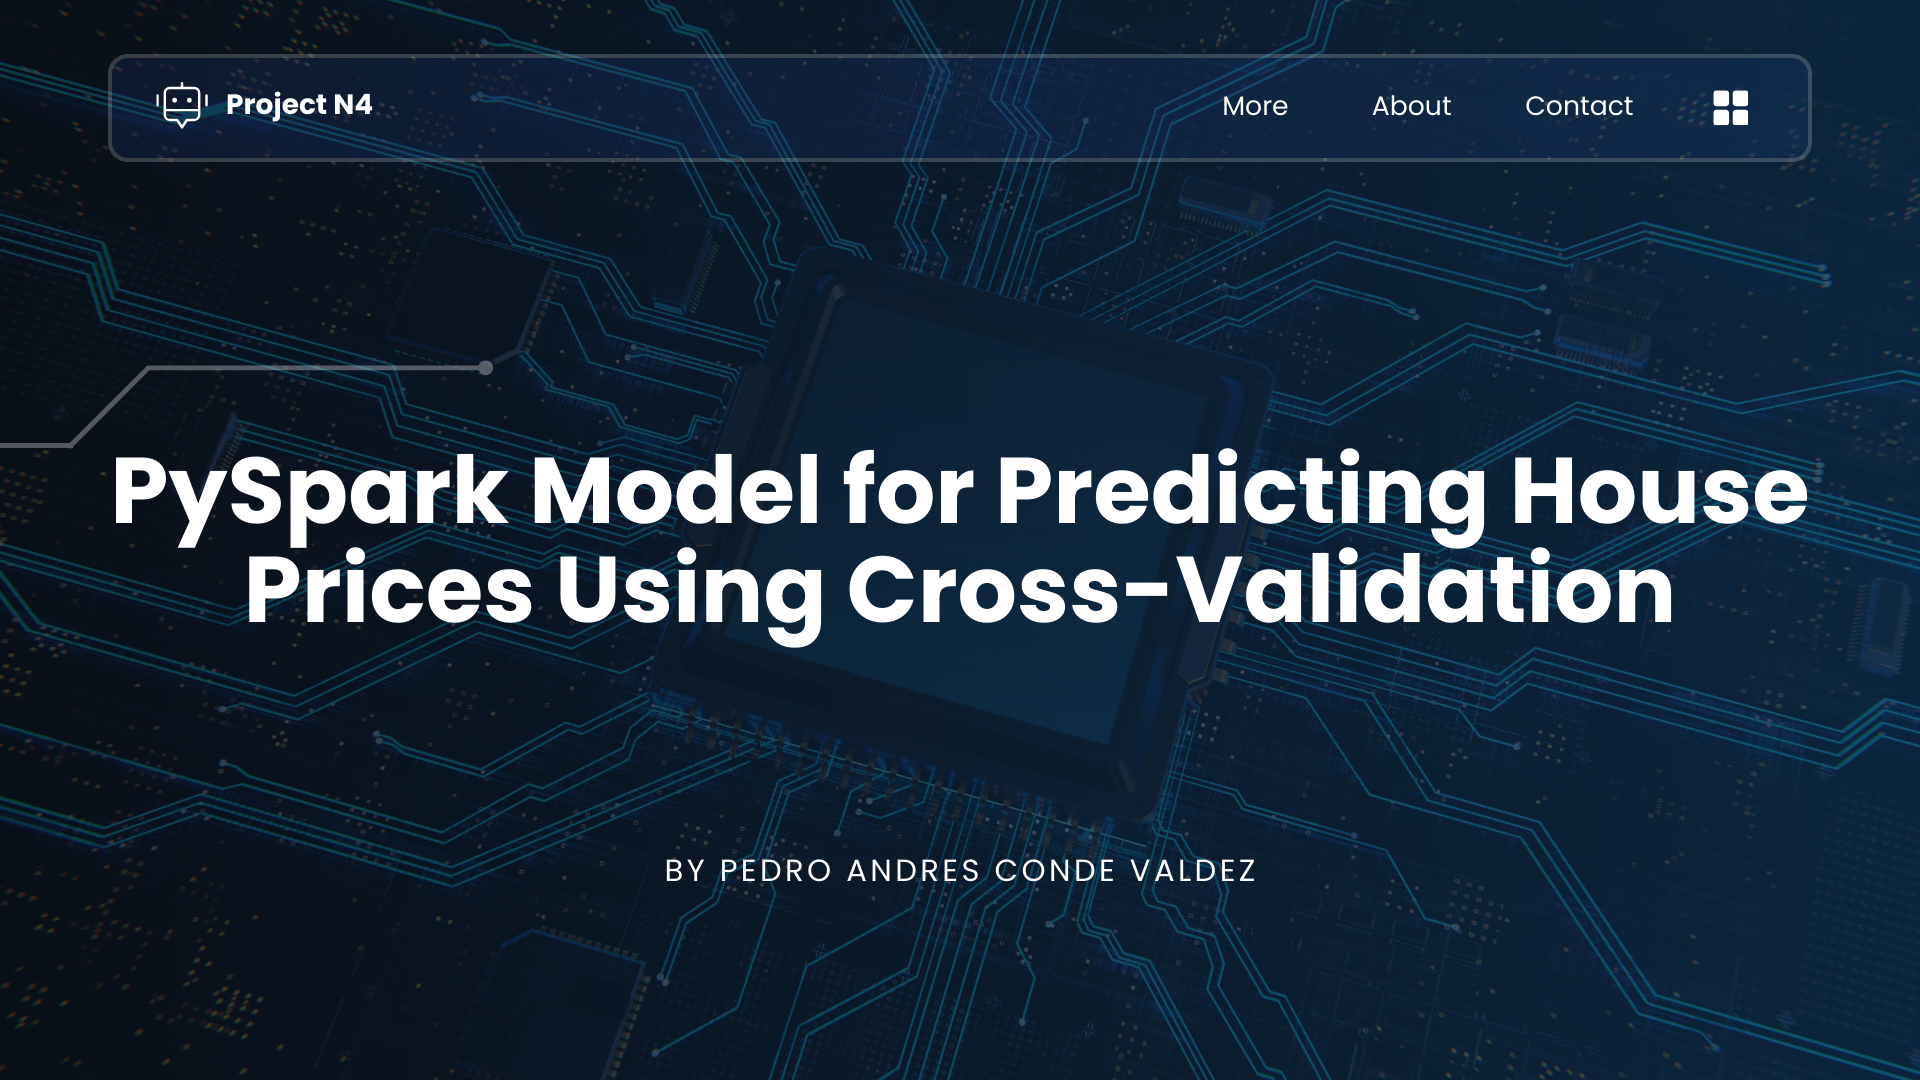 Project N4
More
About
Contact
PySpark Model for Predicting House
Prices Using Cross-Validation
BY PEDRO ANDRES CONDE VALDEZ